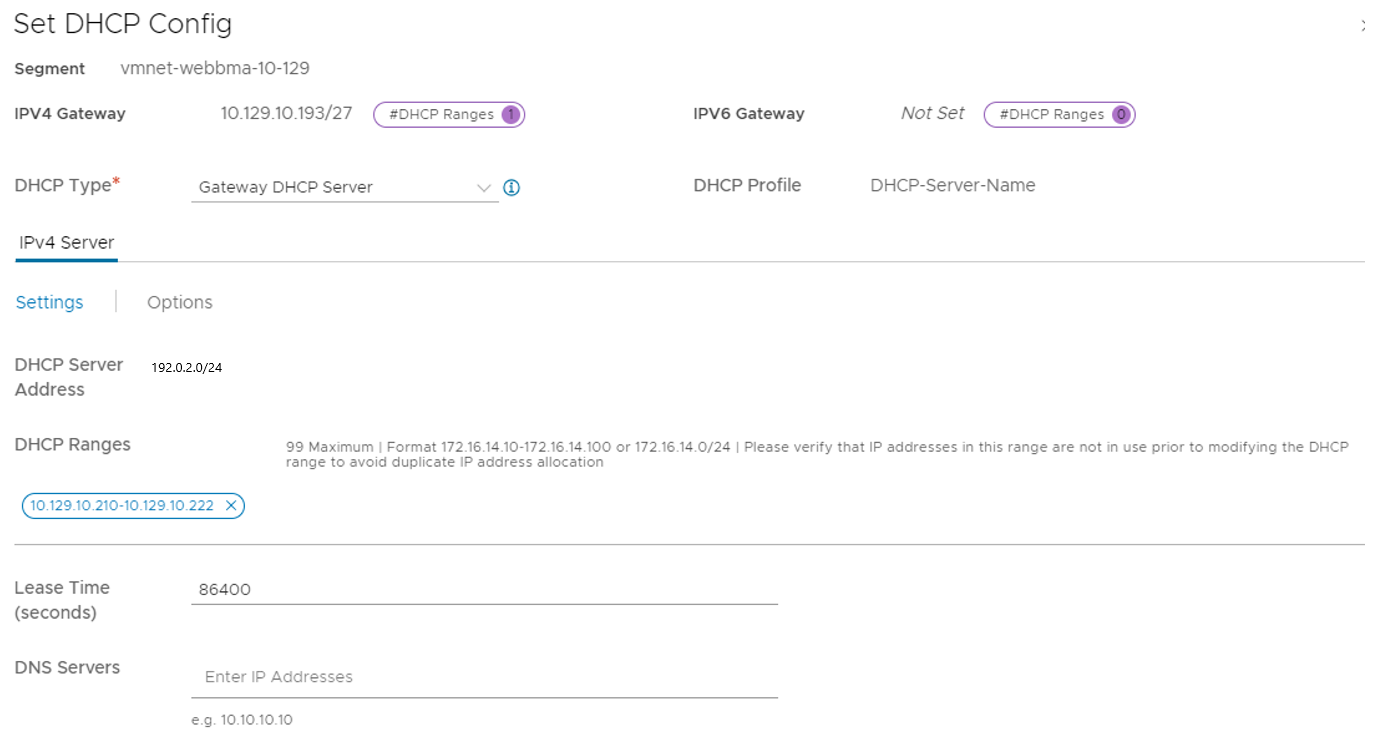 Set DHCP Config
Segment vmnet-webbma-10-129
IPV4 Gateway 10.129.10.193/27 #DHCP Ranges 1 IPV6 Gateway Not Set #DHCP Ranges 0
DHCP Type* Gateway DHCP Server DHCP Profile DHCP-Server-Name
IPv4 Server
Settings | Options
DHCP Server
Address
192.0.2.0/24
DHCP Ranges
99 Maximum | Format 172.16.14.10-172.16.14.100 or 172.16.14.0/24 | Please verify that IP addresses in this range are not in use prior to modifying the DHCP
range to avoid duplicate IP address allocation
10.129.10.210-10.129.10.222
Lease Time
(seconds)
86400
DNS Servers
Enter IP Addresses
e.g. 10.10.10.10